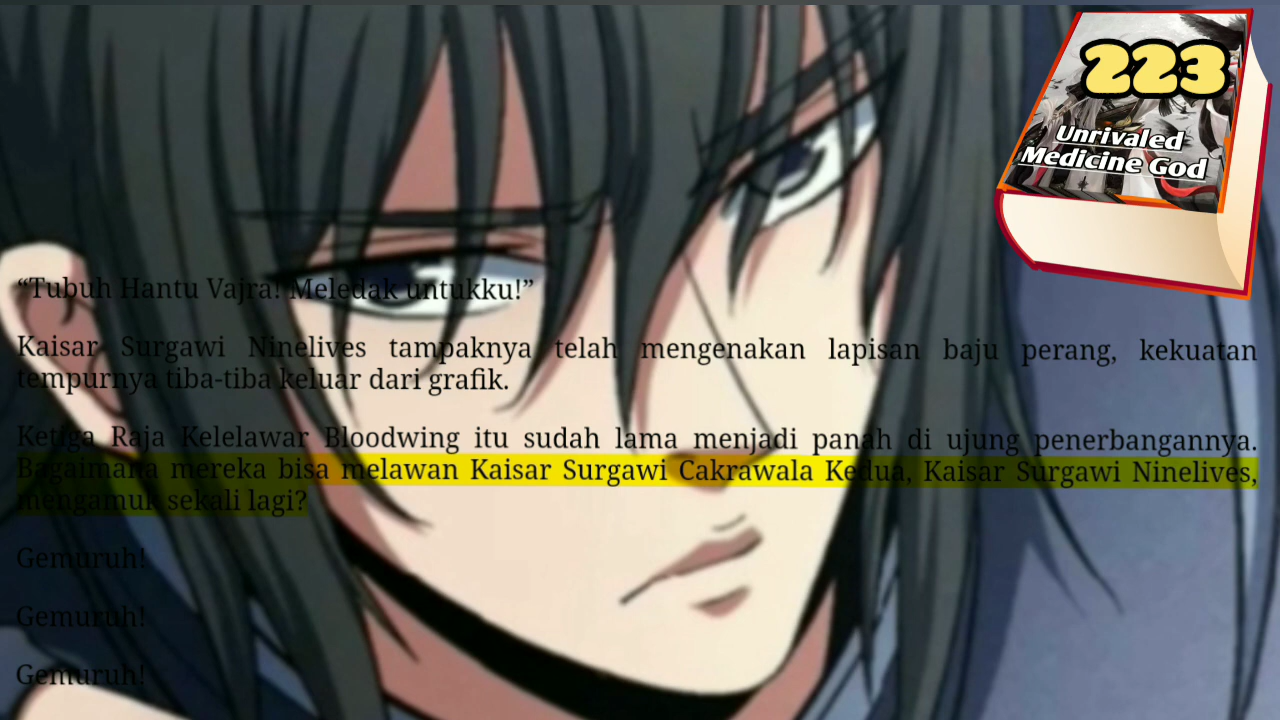 223
Unrivaled
Medicine God
“Tubuh Hantu Vajra! Meledak untukku!”
Kaisar Surgawi Ninelives tampaknya telah mengenakan lapisan baju perang, kekuatan
tempurnya tiba-tiba keluar dari grafik.
Ketiga Raja Kelelawar Bloodwing itu sudah lama menjadi panah di ujung penerbangannya.
Bagaimana mereka bisa melawan Kaisar Surgawi Cakrawala Kedua, Kaisar Surgawi Ninelives,
mengamuk sekali lagi?
Gemuruh!
Gemuruh!
Gemuruh!